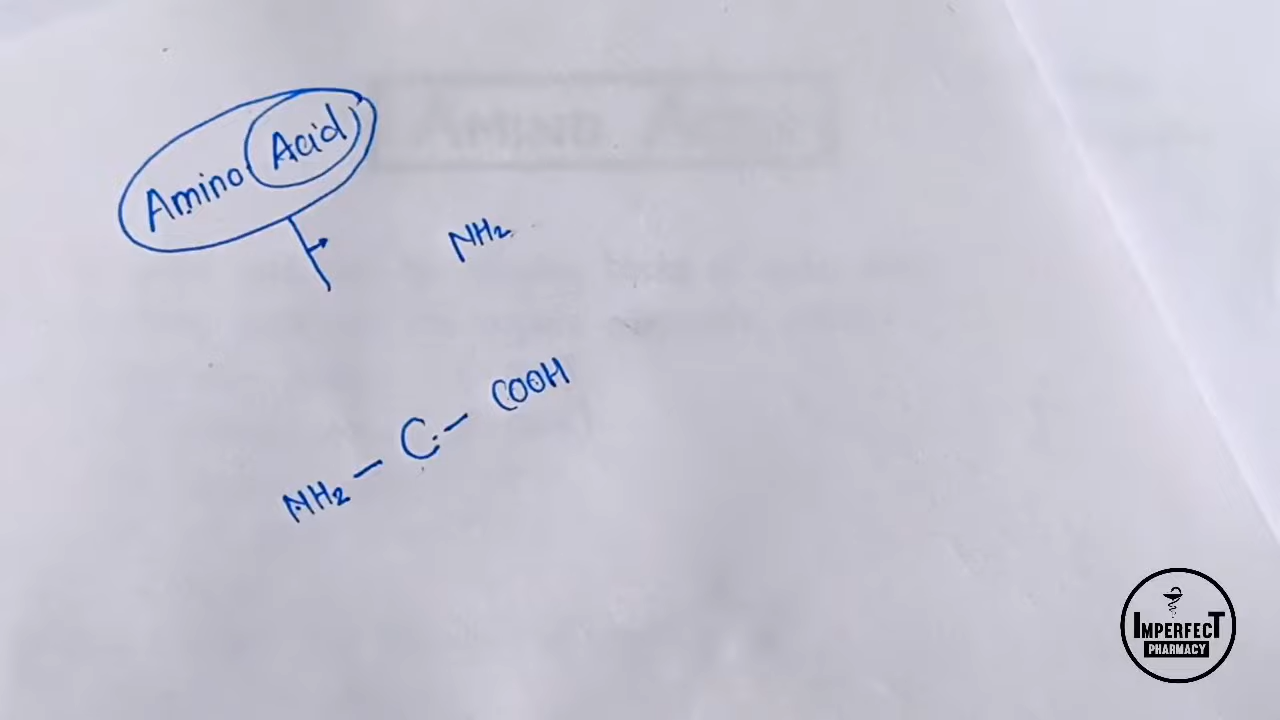 Amino Acid
NH2
NH2 – C – COOH
IMPERFECT
PHARMACY